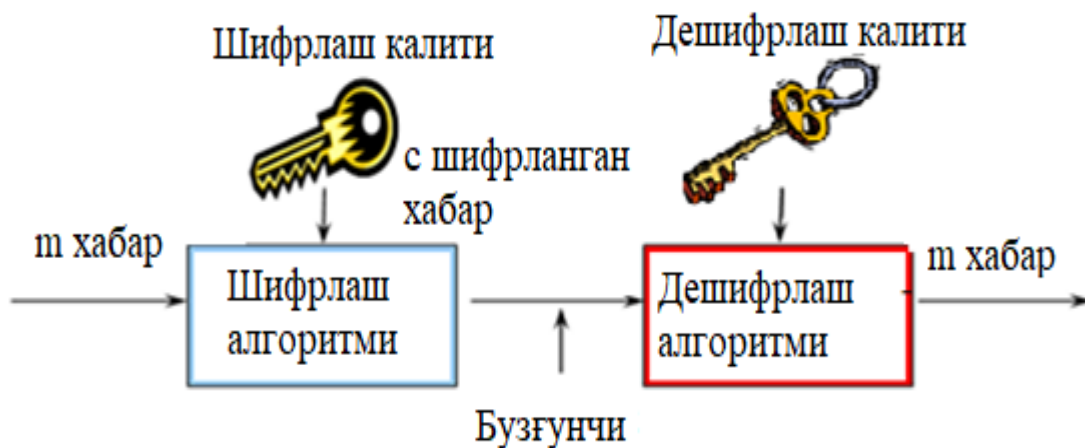 Шифрлаш калити
Дешифрлаш калити
с шифрланган
хабар
m хабар
Шифрлаш
алгоритми
Дешифрлаш
алгоритми
m хабар
Бузғунчи